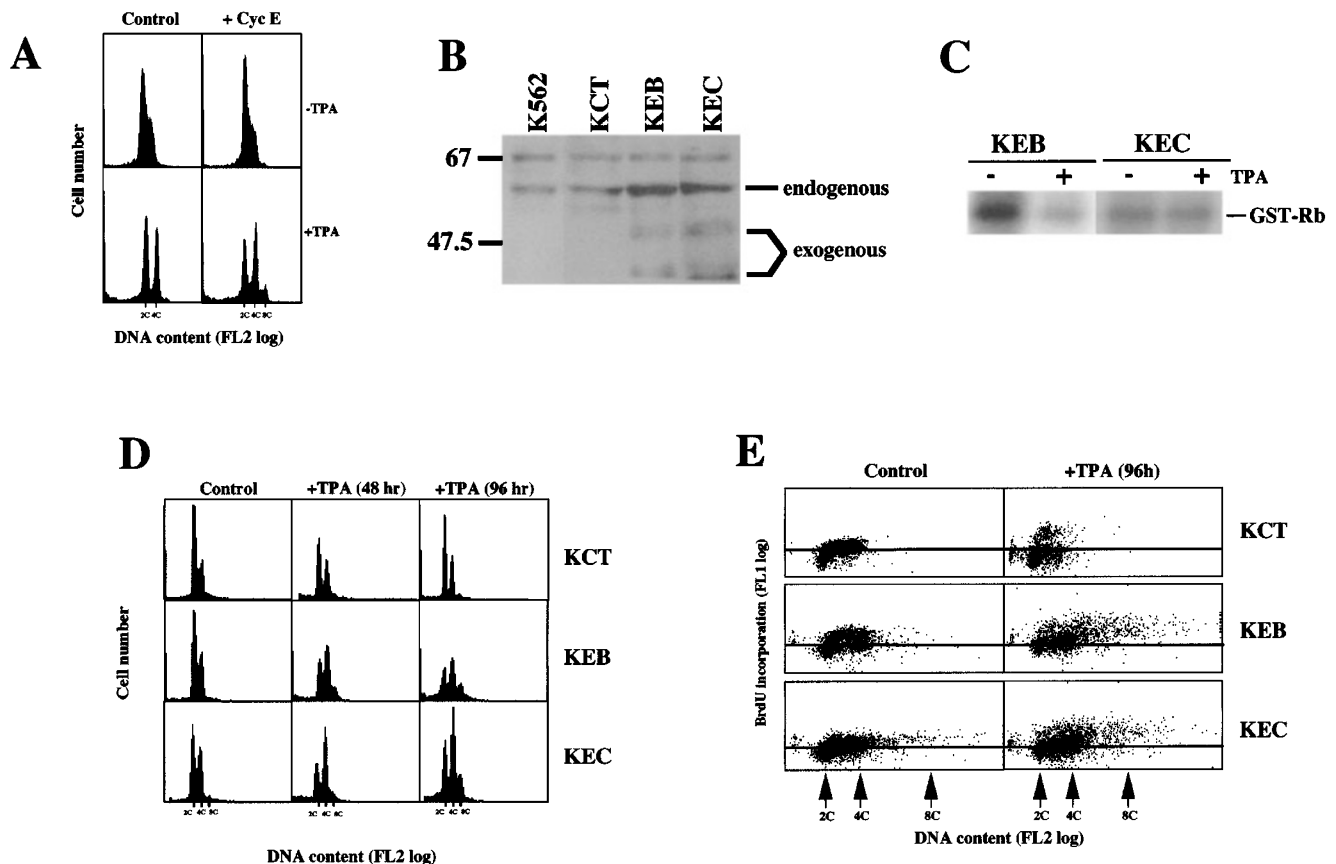 A
Control
+ Cyc E
-TPA
+TPA
Cell number
2C 4C
2C 4C 8C
DNA content (FL2 log)
B
K562
KCT
KEB
KEC
67
47.5
endogenous
exogenous
C
KEB
KEC
- + - + TPA
GST-Rb
D
Control
+TPA (48 hr)
+TPA (96 hr)
KCT
KEB
KEC
Cell number
2C 4C 8C
2C 4C 8C
2C 4C 8C
DNA content (FL2 log)
E
Control
+TPA (96h)
KCT
KEB
KEC
BrdU incorporation (FL1 log)
2C 4C 8C
2C 4C 8C
DNA content (FL2 log)